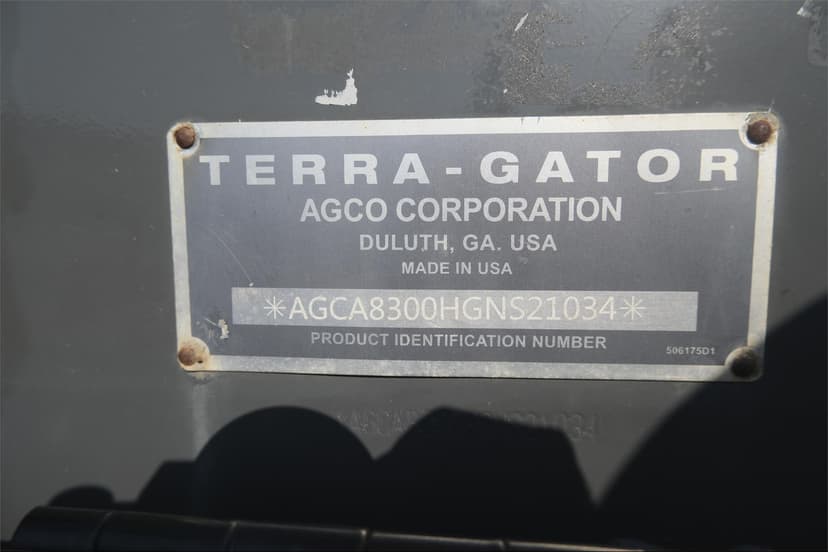 TERRA-GATOR
AGCO CORPORATION
DULUTH, GA. USA
MADE IN USA
*AGCA8300HGNS21034*
PRODUCT IDENTIFICATION NUMBER
506175D1